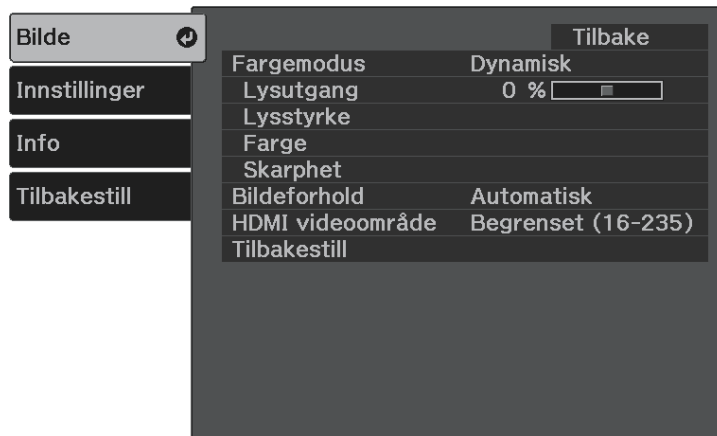 Bilde
Innstillinger
Info
Tilbakestill
Tilbake
Fargemodus Dynamisk
Lysutgang 0 %
Lysstyrke
Farge
Skarphet
Bildeforhold Automatisk
HDMI videoområde Begrenset (16-235)
Tilbakestill